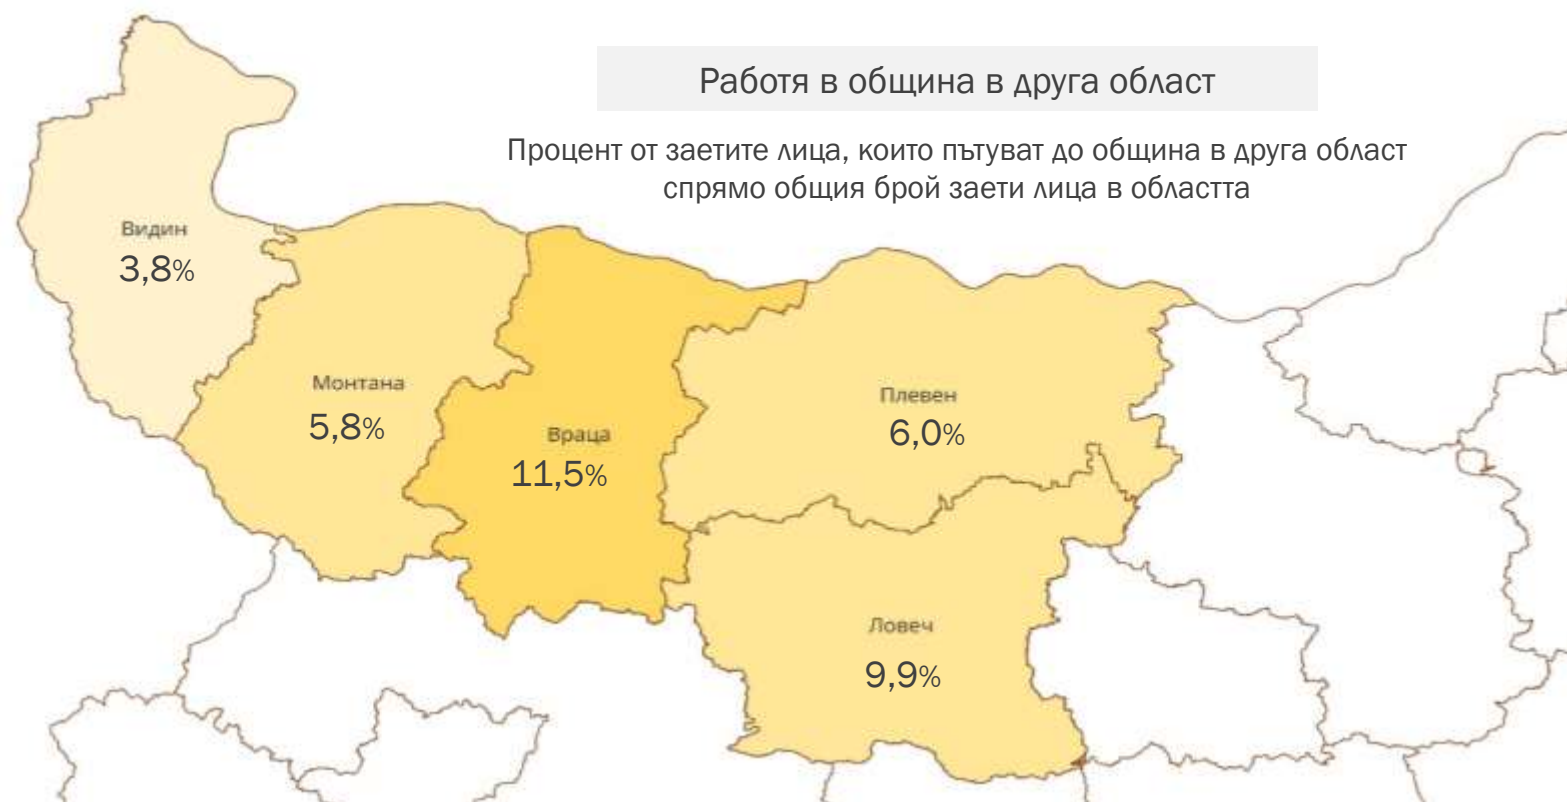 Работя в община в друга област
Процент от заетите лица, които пътуват до община в друга област
спрямо общия брой заети лица в областта
Видин
3,8%
Монтана
5,8%
Враца
11,5%
Плевен
6,0%
Ловеч
9,9%